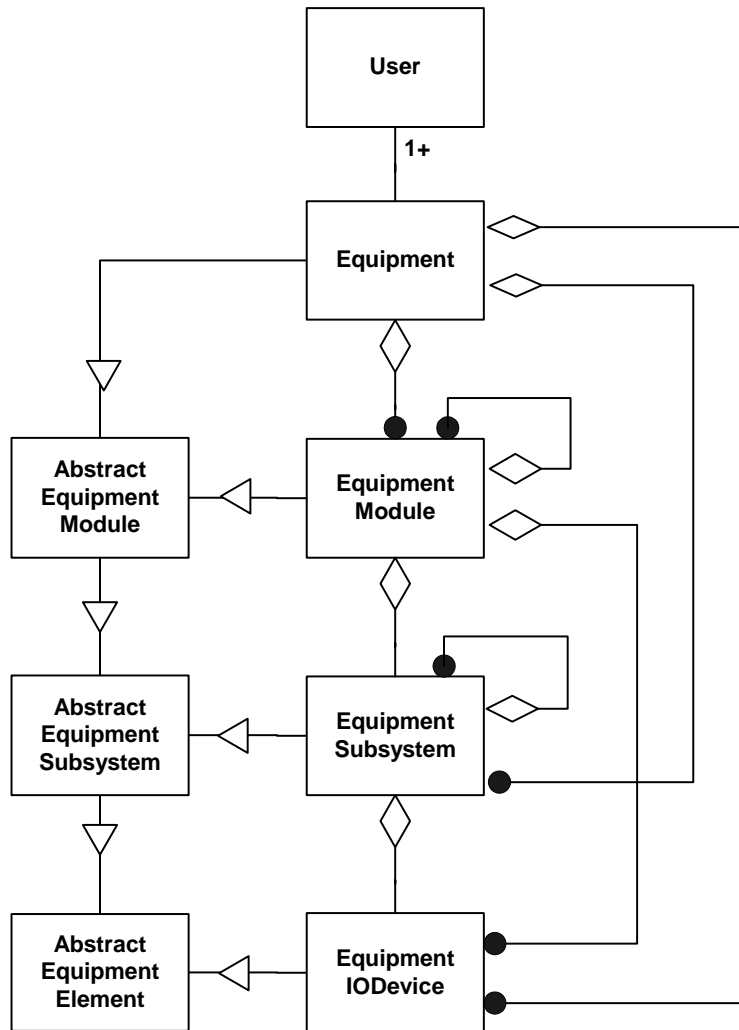 User
1+
Equipment
Abstract
Equipment
Module
Equipment
Module
Abstract
Equipment
Subsystem
Equipment
Subsystem
Abstract
Equipment
Element
Equipment
IODevice